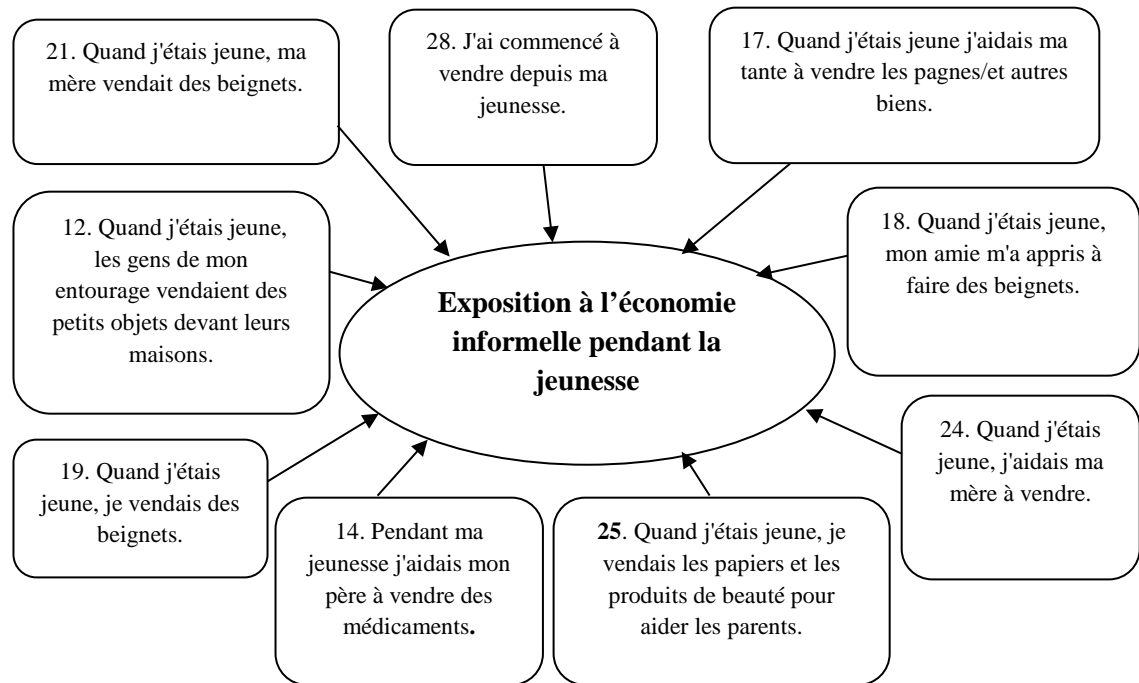 21. Quand j'étais jeune, ma
mère vendait des beignets.
28. J'ai commencé à
vendre depuis ma
jeunesse.
17. Quand j'étais jeune j'aidais ma
tante à vendre les pagnes/et autres
biens.
12. Quand j'étais jeune,
les gens de mon
entourage vendaient des
petits objets devant leurs
maisons.
Exposition à l’économie
informelle pendant la
jeunesse
18. Quand j'étais jeune,
mon amie m'a appris à
faire des beignets.
19. Quand j'étais
jeune, je vendais des
beignets.
14. Pendant ma
jeunesse j'aidais mon
père à vendre des
médicaments.
25. Quand j'étais jeune, je
vendais les papiers et les
produits de beauté pour
aider les parents.
24. Quand j'étais
jeune, j'aidais ma
mère à vendre.